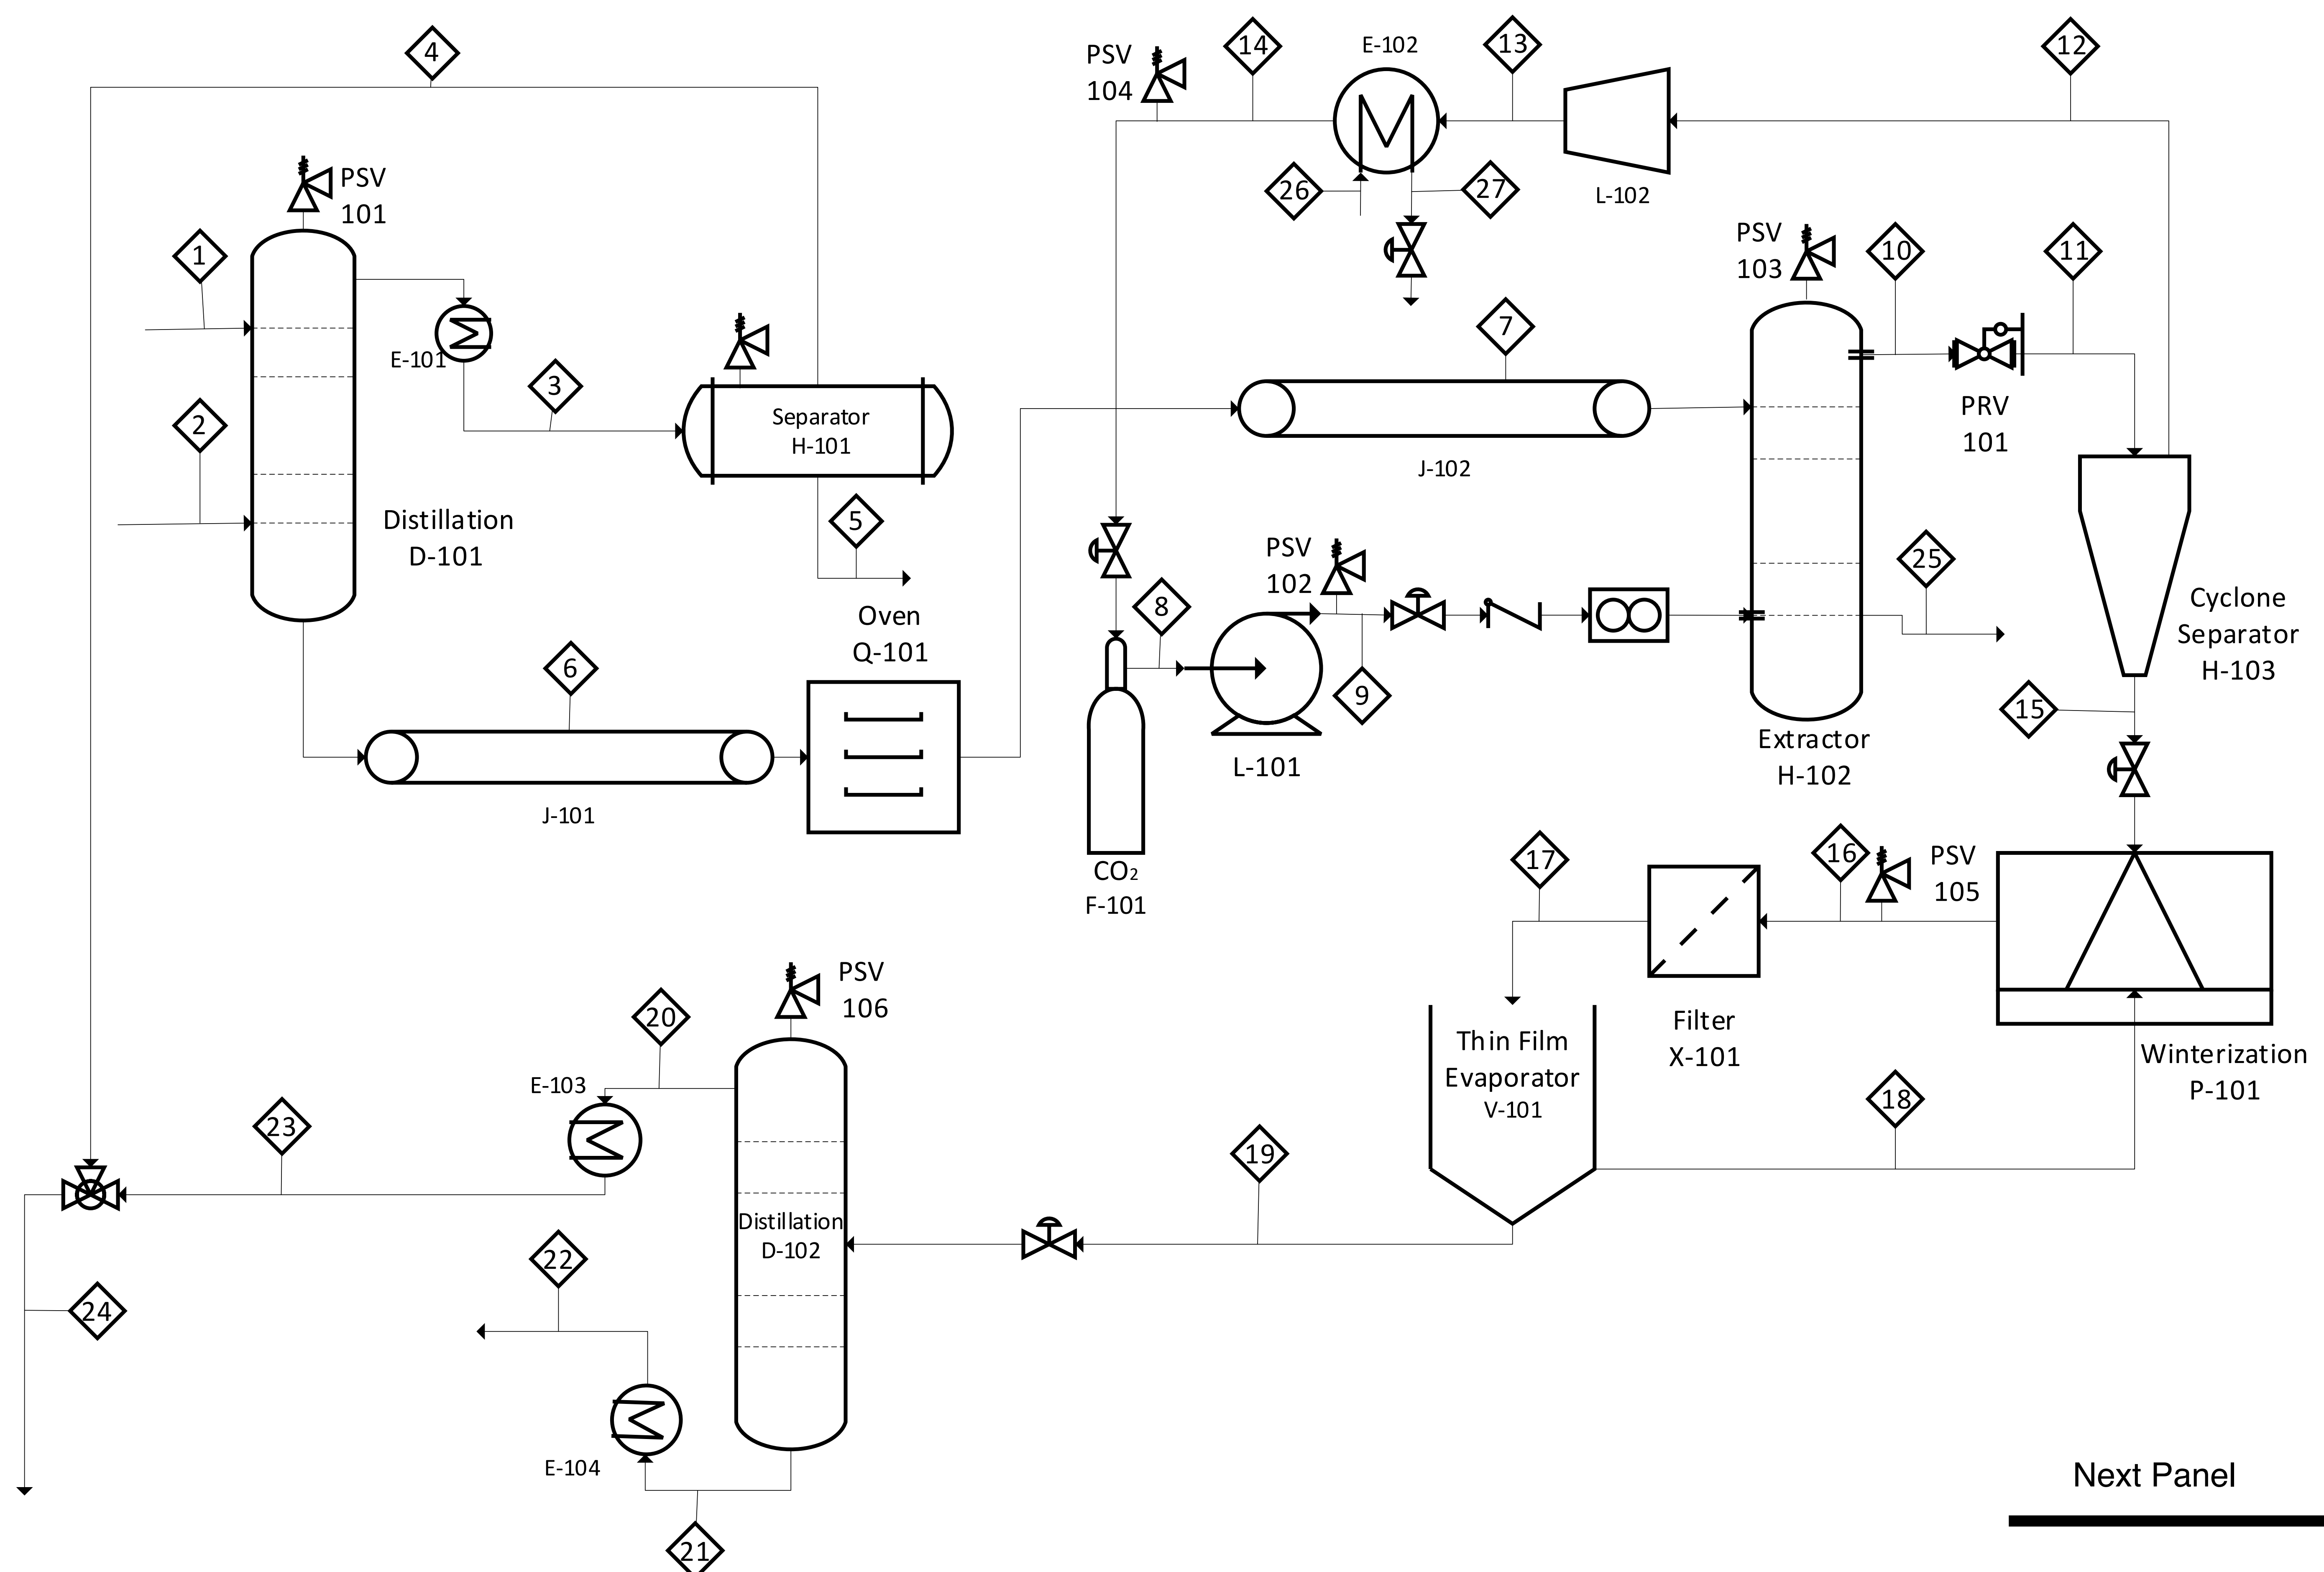 4
PSV
101
1
2
E-101
3
Separator
H-101
Distillation
D-101
5
Oven
Q-101
6
J-101
PSV
104
14
E-102
13
12
26
27
L-102
PSV
103
10
11
7
PRV
101
J-102
PSV
102
8
9
L-101
25
Cyclone
Separator
H-103
15
Extractor
H-102
CO2
F-101
17
16
PSV
105
Filter
X-101
Winterization
P-101
Thin Film
Evaporator
V-101
18
19
PSV
106
20
E-103
23
Distillation
D-102
22
24
E-104
21
Next Panel